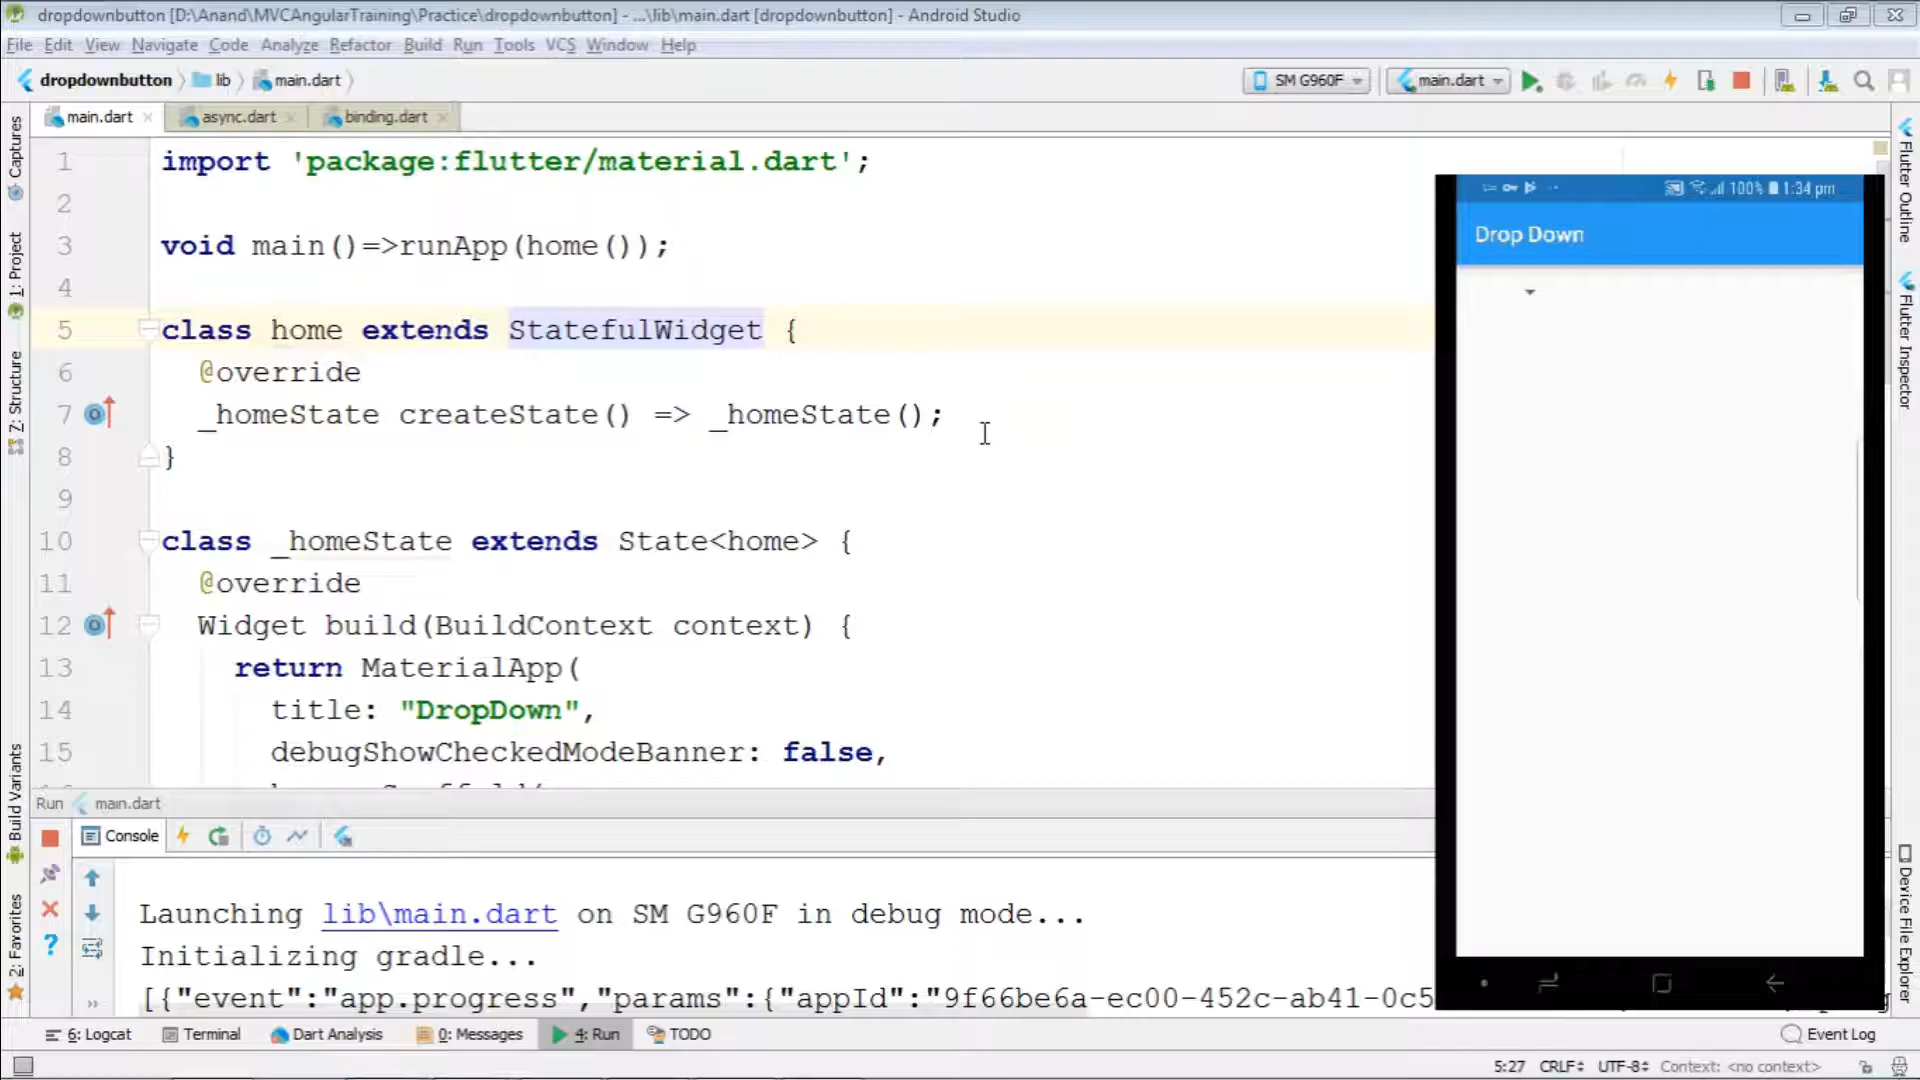 dropdownbutton [D:\Anand\MVCAngularTraining\Practice\dropdownbutton] - ...\lib\main.dart [dropdownbutton] - Android Studio
File Edit View Navigate Code Analyze Refactor Build Run Tools VCS Window Help
dropdownbutton lib main.dart
SM G960F main.dart
main.dart async.dart binding.dart
1 import 'package:flutter/material.dart';
2
3 void main()=>runApp(home());
4
5 class home extends StatefulWidget {
6 @override
7 _homeState createState() => _homeState();
8 }
9
10 class _homeState extends State<home> {
11 @override
12 Widget build(BuildContext context) {
13 return MaterialApp(
14 title: "DropDown",
15 debugShowCheckedModeBanner: false,
100% 1:34 pm
Drop Down
Captures
1: Project
7: Structure
Build Variants
2: Favorites
Flutter Outline
Flutter Inspector
Device File Explorer
Run main.dart
Console
Launching lib\main.dart on SM G960F in debug mode...
Initializing gradle...
[{"event":"app.progress","params":{"appId":"9f66be6a-ec00-452c-ab41-0c5
6: Logcat Terminal Dart Analysis 0: Messages 4: Run TODO Event Log
5:27 CRLF UTF-8 Context: <no context>